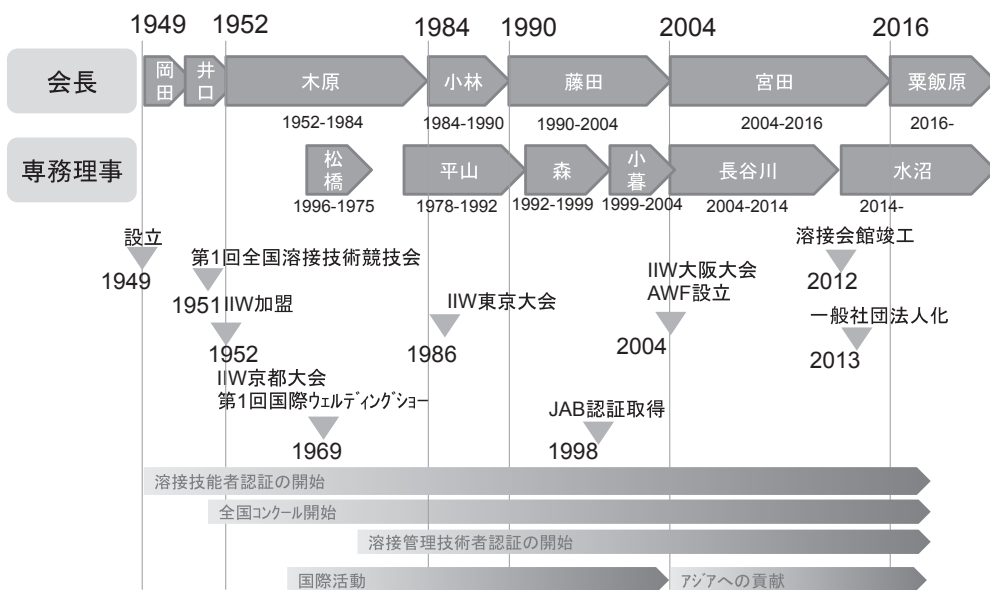 1949 1952 1984 1990 2004 2016
会長
岡田
井口
木原
小林
藤田
宮田
粟飯原
1952-1984 1984-1990 1990-2004 2004-2016 2016-
専務理事
松橋
平山
森
小暮
長谷川
水沼
1996-1975 1978-1992 1992-1999 1999-2004 2004-2014 2014-
設立
1949
第1回全国溶接技術競技会
1951
IIW加盟
1952
IIW京都大会
第1回国際ウェルディングショー
1969
IIW東京大会
1986
JAB認証取得
1998
IIW大阪大会
AWF設立
2004
溶接会館竣工
2012
一般社団法人化
2013
溶接技能者認証の開始
全国コンクール開始
溶接管理技術者認証の開始
国際活動
アジアへの貢献